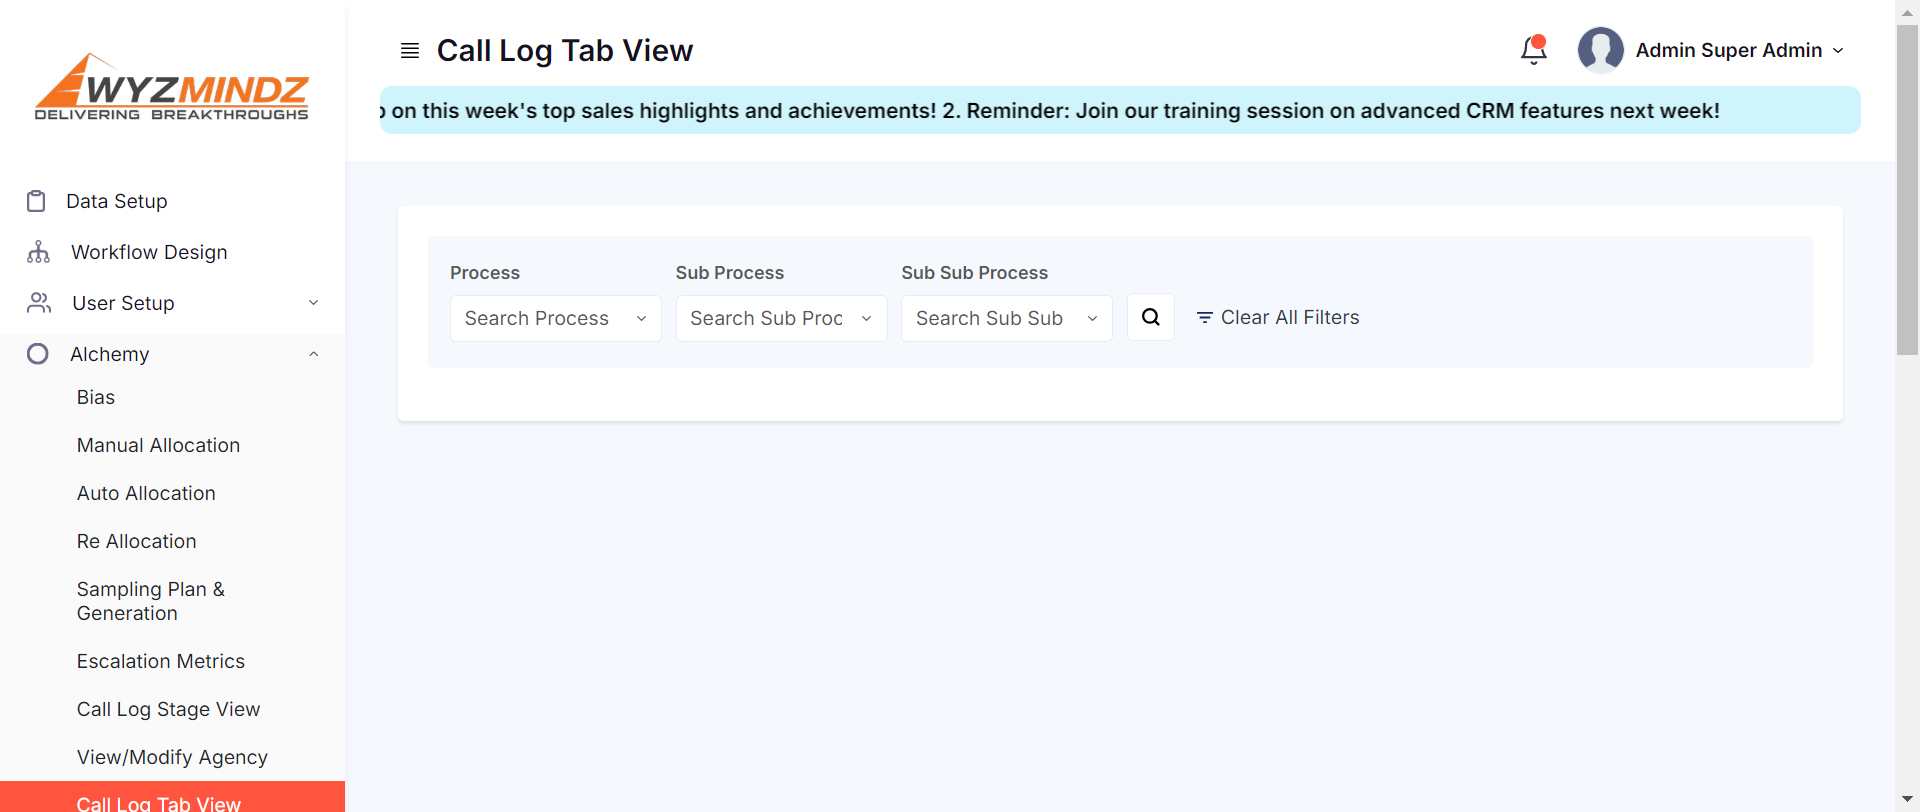 WYZMINDZ
DELIVERING BREAKTHROUGHS
Data Setup
Workflow Design
User Setup
Alchemy
Bias
Manual Allocation
Auto Allocation
Re Allocation
Sampling Plan &
Generation
Escalation Metrics
Call Log Stage View
View/Modify Agency
Call Log Tab View
Call Log Tab View
Admin Super Admin
on this week's top sales highlights and achievements! 2. Reminder: Join our training session on advanced CRM features next week!
Process
Sub Process
Sub Sub Process
Search Process
Search Sub Proc
Search Sub Sub
Clear All Filters